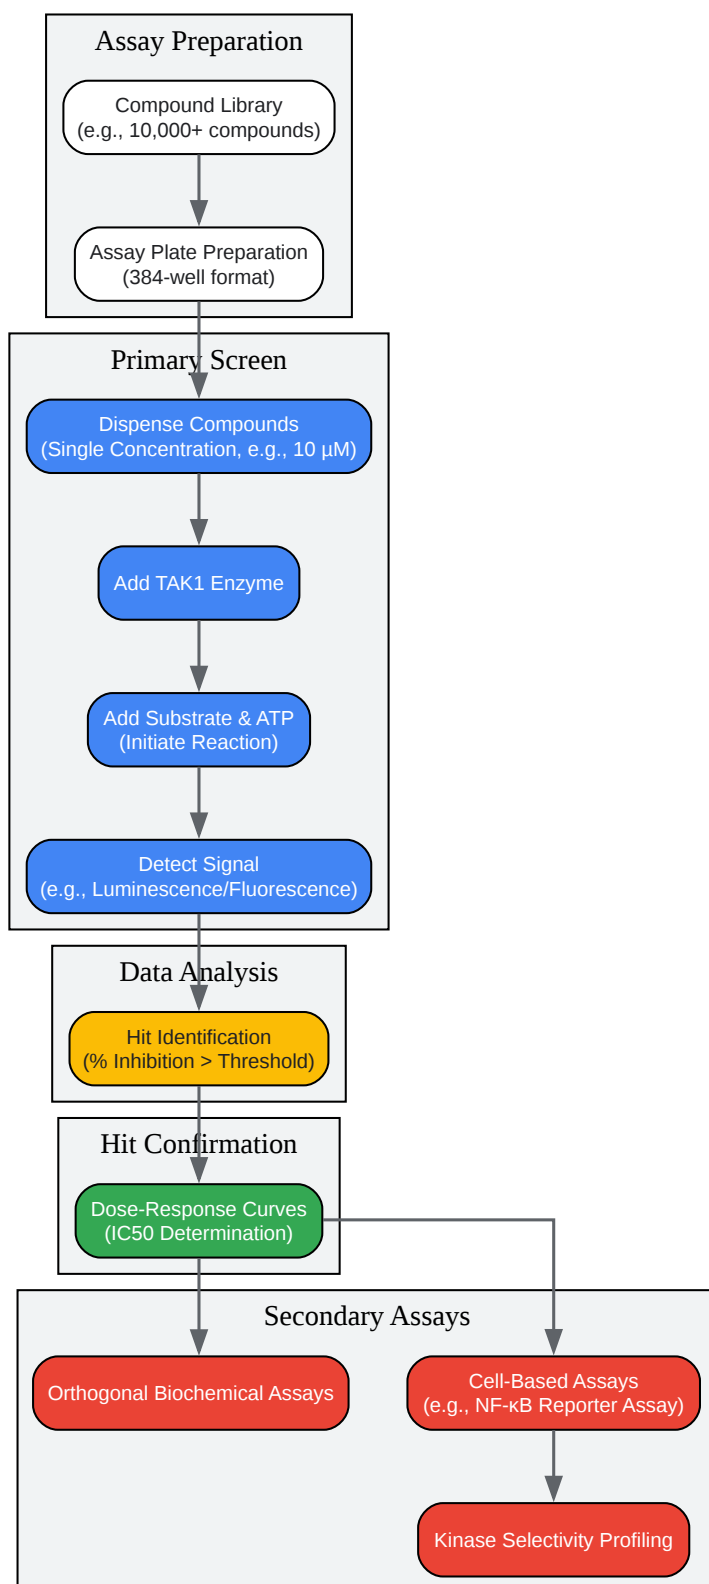 Assay Preparation
Compound Library
(e.g., 10,000+ compounds)
Assay Plate Preparation
(384-well format)
Primary Screen
Dispense Compounds
(Single Concentration, e.g., 10 µM)
Add TAK1 Enzyme
Add Substrate & ATP
(Initiate Reaction)
Detect Signal
(e.g., Luminescence/Fluorescence)
Data Analysis
Hit Identification
(% Inhibition > Threshold)
Hit Confirmation
Dose-Response Curves
(IC50 Determination)
Secondary Assays
Orthogonal Biochemical Assays
Cell-Based Assays
(e.g., NF-κB Reporter Assay)
Kinase Selectivity Profiling